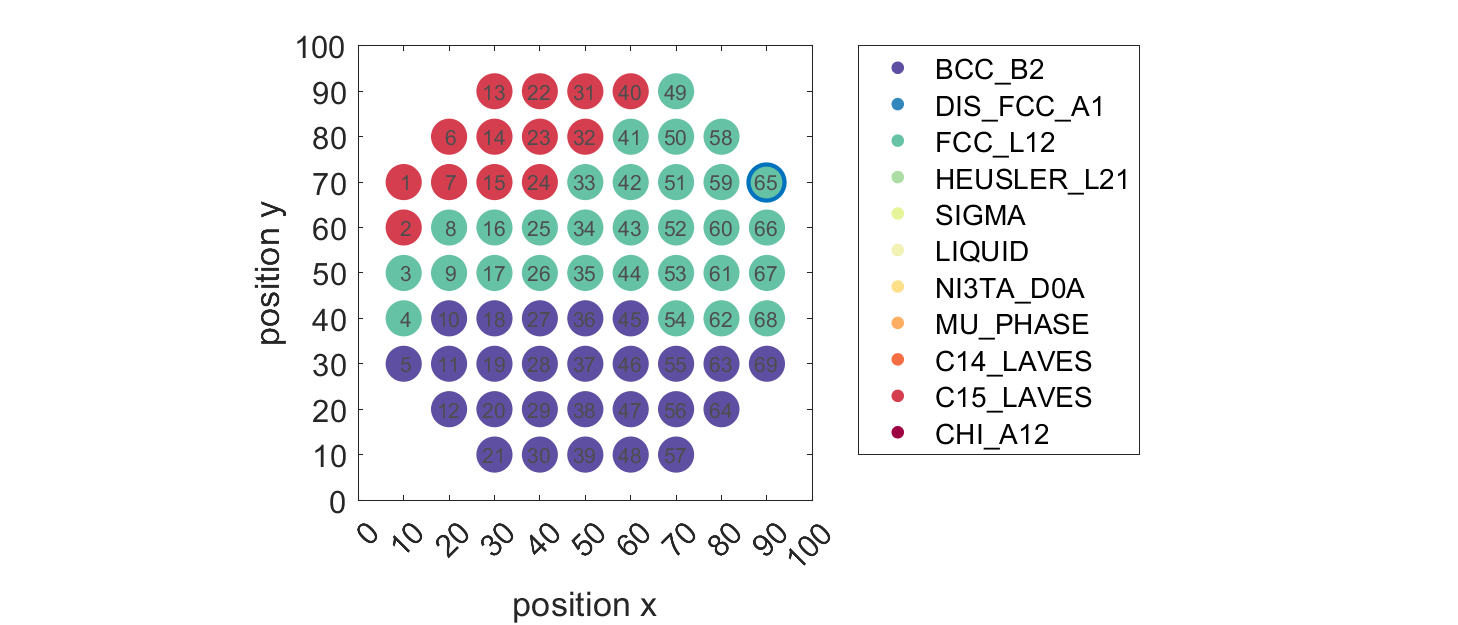 100
90
80
70
60
50
40
30
20
10
0
13 22 31 40 49
6 14 23 32 41 50 58
1 7 15 24 33 42 51 59 65
2 8 16 25 34 43 52 60 66
3 9 17 26 35 44 53 61 67
4 10 18 27 36 45 54 62 68
5 11 19 28 37 46 55 63 69
12 20 29 38 47 56 64
21 30 39 48 57
0 10 20 30 40 50 60 70 80 90 100
position x
position y
BCC_B2
DIS_FCC_A1
FCC_L12
HEUSLER_L21
SIGMA
LIQUID
NI3TA_D0A
MU_PHASE
C14_LAVES
C15_LAVES
CHI_A12